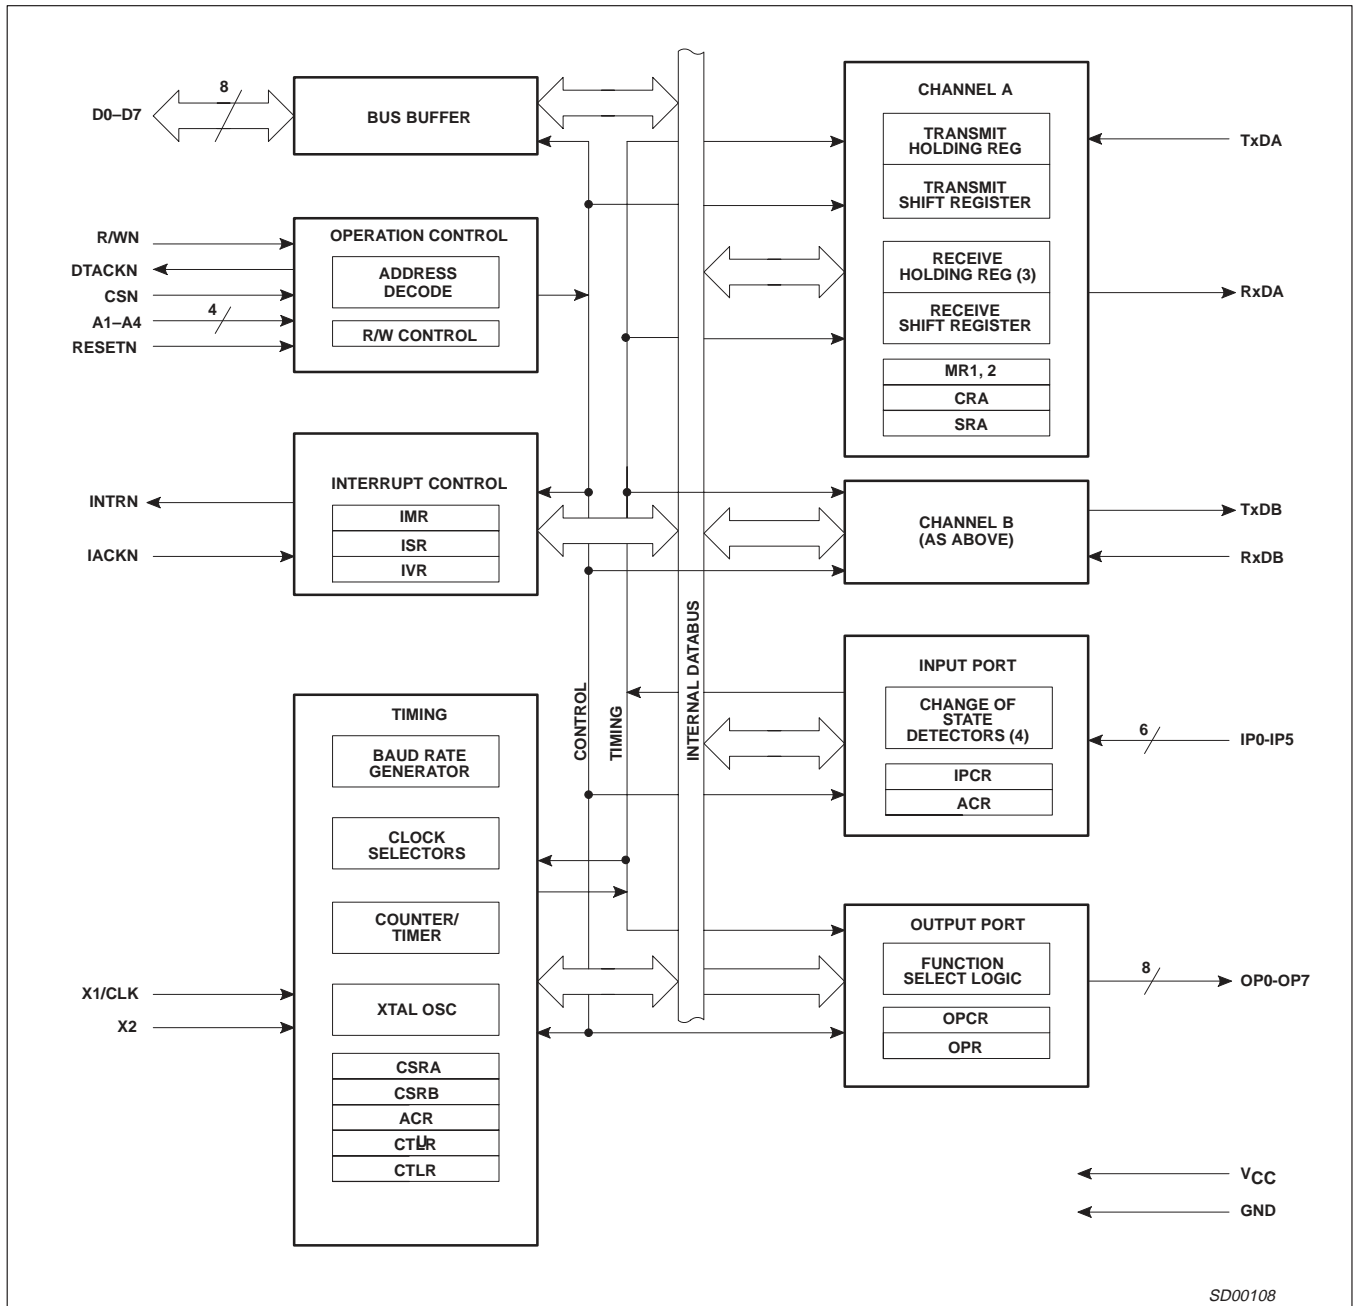 D0–D7
8
BUS BUFFER
R/WN
DTACKN
CSN
A1–A4
4
RESETN
OPERATION CONTROL
ADDRESS
DECODE
R/W CONTROL
INTRN
IACKN
INTERRUPT CONTROL
IMR
ISR
IVR
TIMING
BAUD RATE
GENERATOR
CLOCK
SELECTORS
COUNTER/
TIMER
X1/CLK
X2
XTAL OSC
CSRA
CSRB
ACR
CTLR
CONTROL
TIMING
INTERNAL DATABUS
CHANNEL A
TRANSMIT
HOLDING REG
TRANSMIT
SHIFT REGISTER
RECEIVE
HOLDING REG (3)
RECEIVE
SHIFT REGISTER
MR1, 2
CRA
SRA
TxDA
RxDA
CHANNEL B
(AS ABOVE)
TxDB
RxDB
INPUT PORT
CHANGE OF
STATE
DETECTORS (4)
IPCR
ACR
6
IP0-IP5
OUTPUT PORT
FUNCTION
SELECT LOGIC
OPCR
OPR
8
OP0-OP7
VCC
GND
SD00108